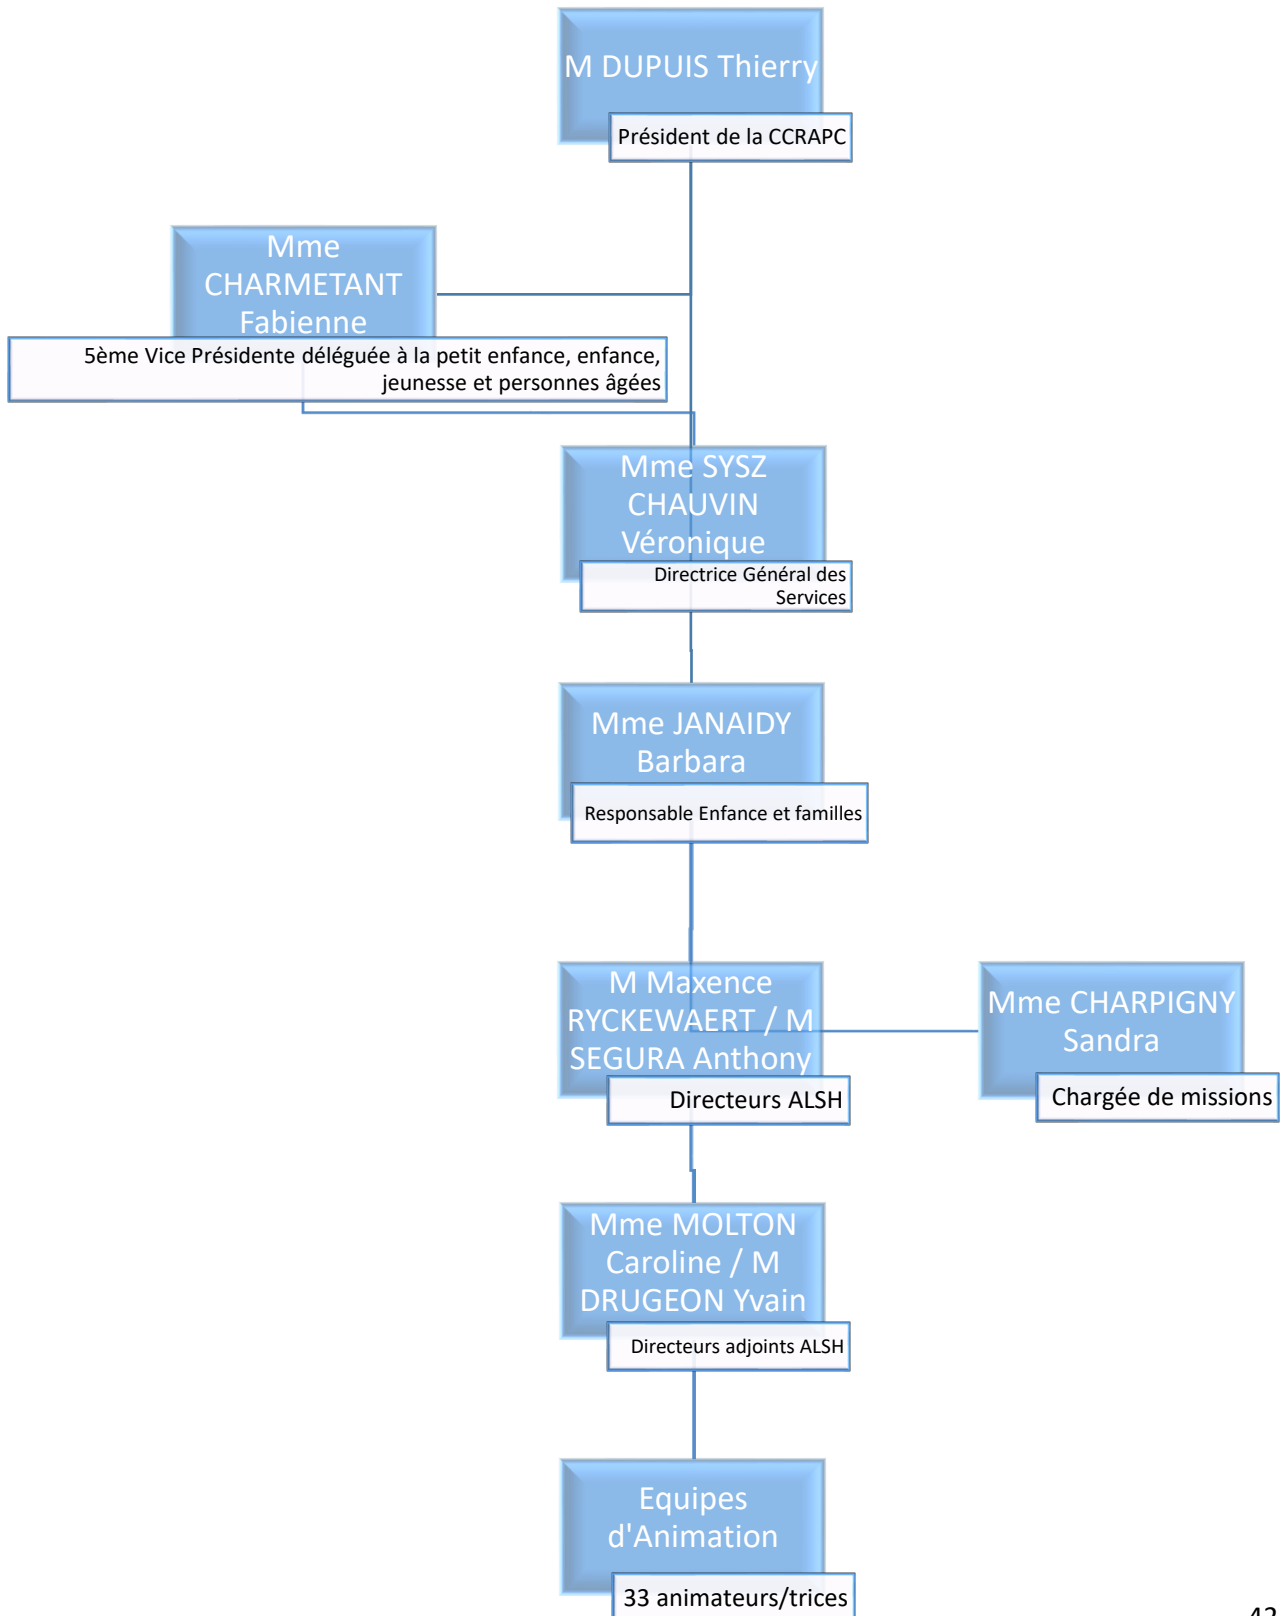 M DUPUIS Thierry
Président de la CCRAPC
Mme
CHARMETANT
Fabienne
5ème Vice Présidente déléguée à la petit enfance, enfance,
jeunesse et personnes âgées
Mme SYSZ
CHAUVIN
Véronique
Directrice Général des
Services
Mme JANAIDY
Barbara
Responsable Enfance et familles
M Maxence
RYCKEWAERT / M
SEGURA Anthony
Directeurs ALSH
Mme CHARPIGNY
Sandra
Chargée de missions
Mme MOLTON
Caroline / M
DRUGEON Yvain
Directeurs adjoints ALSH
Equipes
d'Animation
33 animateurs/trices